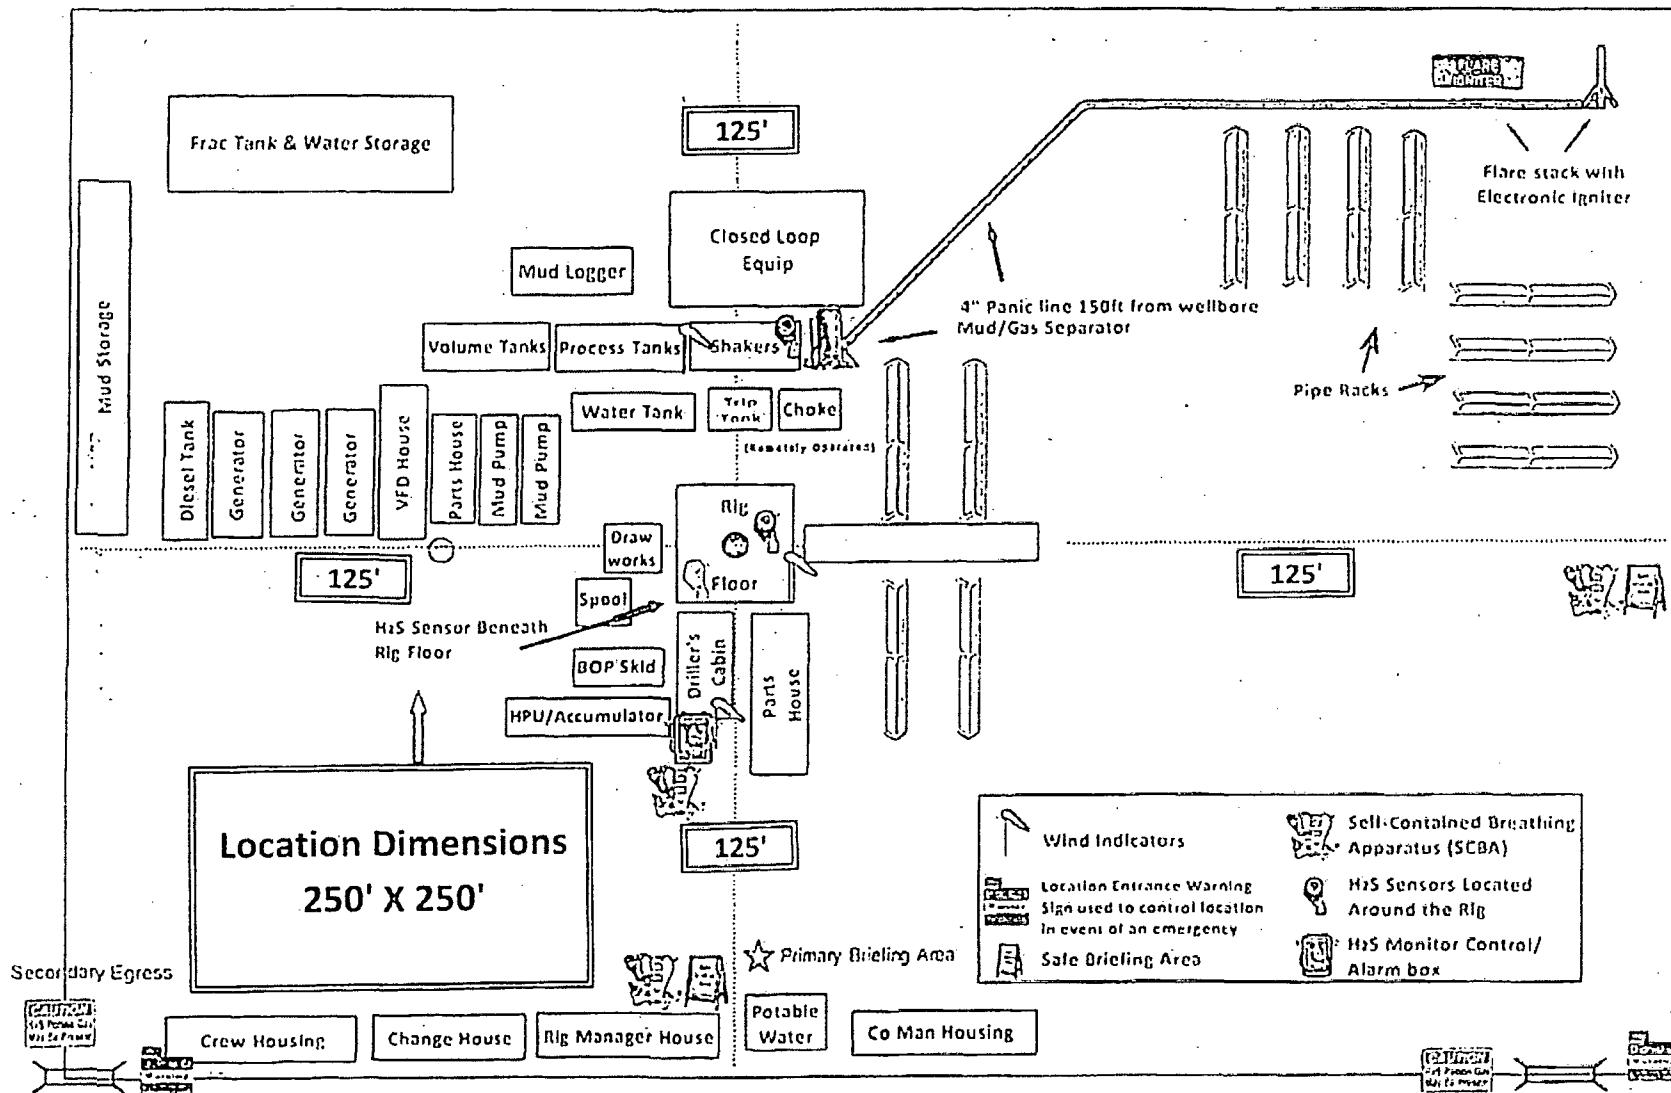 FLARE
IGNITER
125'
Frac Tank & Water Storage
Flare stack with
Electronic Igniter
Closed Loop
Equip
Mud Logger
4" Panic line 150ft from wellbore
Mud/Gas Separator
Mud Storage
Volume Tanks
Process Tanks
Shakers
Pipe Racks
Water Tank
Trip
Tank
Choke
(Remotely Operated)
Diesel Tank
Generator
Generator
Generator
VFD House
Parts House
Mud Pump
Mud Pump
Rig
Floor
Draw
works
125'
125'
Spool
H2S Sensor Beneath
Rig Floor
BOP Skid
Driller's
Cabin
Parts
House
HPU/Accumulator
Location Dimensions
250' X 250'
125'
Wind Indicators
Self-Contained Breathing
Apparatus (SCBA)
Location Entrance Warning
Sign used to control location
in event of an emergency
H2S Sensors Located
Around the Rig
Safe Briefing Area
H2S Monitor Control/
Alarm box
Primary Briefing Area
Secondary Egress
CAUTION
Crew Housing
Change House
Rig Manager House
Potable
Water
Co Man Housing
CAUTION